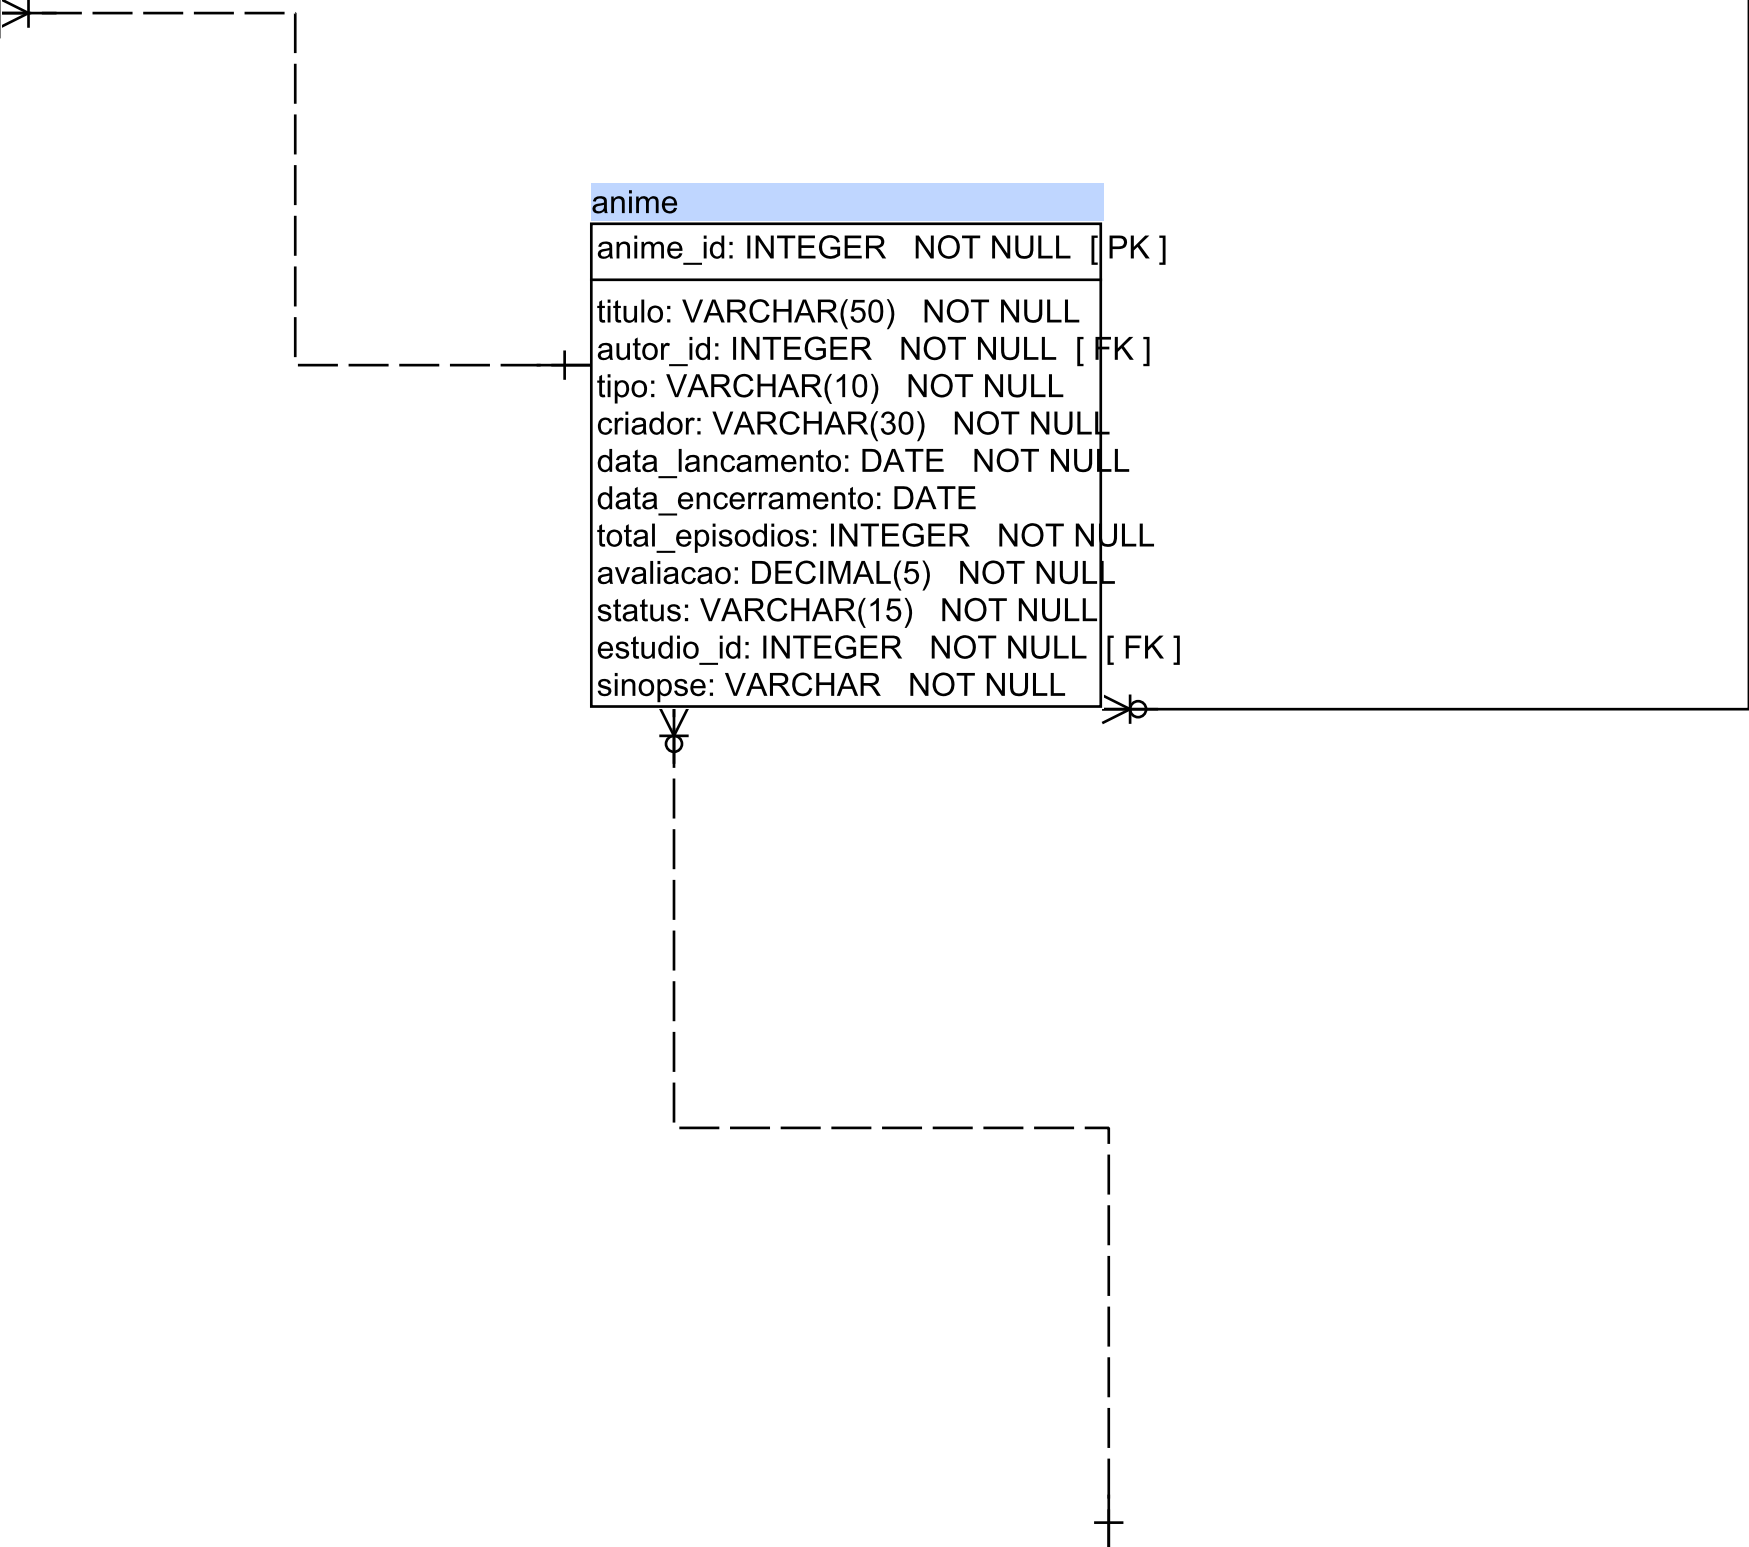 anime
anime_id: INTEGER NOT NULL [ PK ]
titulo: VARCHAR(50) NOT NULL
autor_id: INTEGER NOT NULL [ FK ]
tipo: VARCHAR(10) NOT NULL
criador: VARCHAR(30) NOT NULL
data_lancamento: DATE NOT NULL
data_encerramento: DATE
total_episodios: INTEGER NOT NULL
avaliacao: DECIMAL(5) NOT NULL
status: VARCHAR(15) NOT NULL
estudio_id: INTEGER NOT NULL [ FK ]
sinopse: VARCHAR NOT NULL